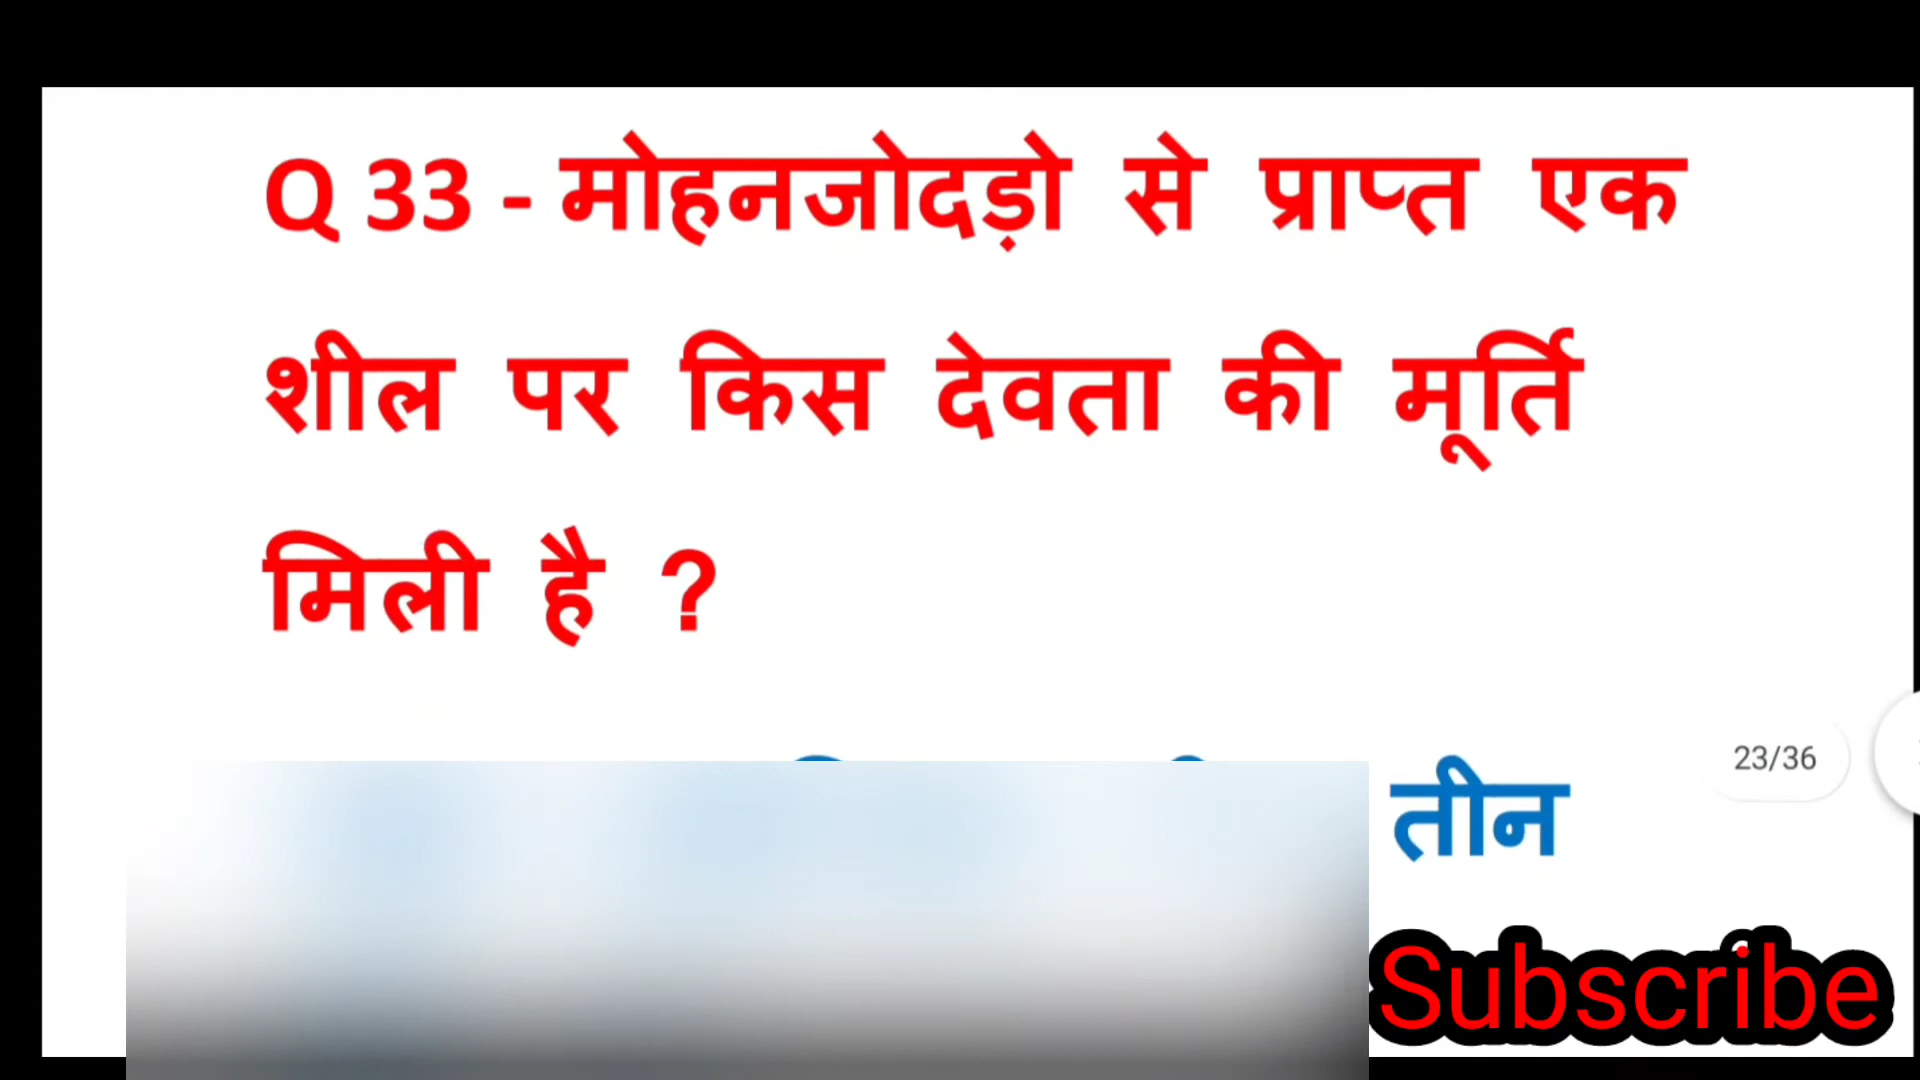 Q 33 - मोहनजोदड़ो से प्राप्त एक
शील पर किस देवता की मूर्ति
मिली है ?
23/36
तीन
Subscribe